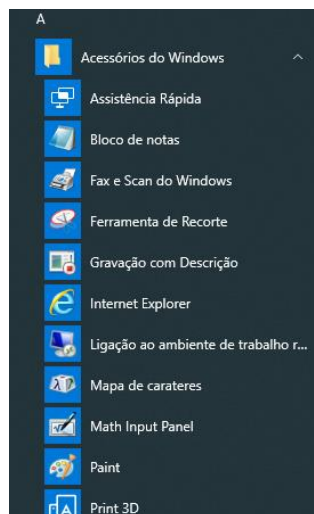 A
Acessórios do Windows
Assistência Rápida
Bloco de notas
Fax e Scan do Windows
Ferramenta de Recorte
Gravação com Descrição
Internet Explorer
Ligação ao ambiente de trabalho r...
Mapa de carateres
Math Input Panel
Paint
Print 3D